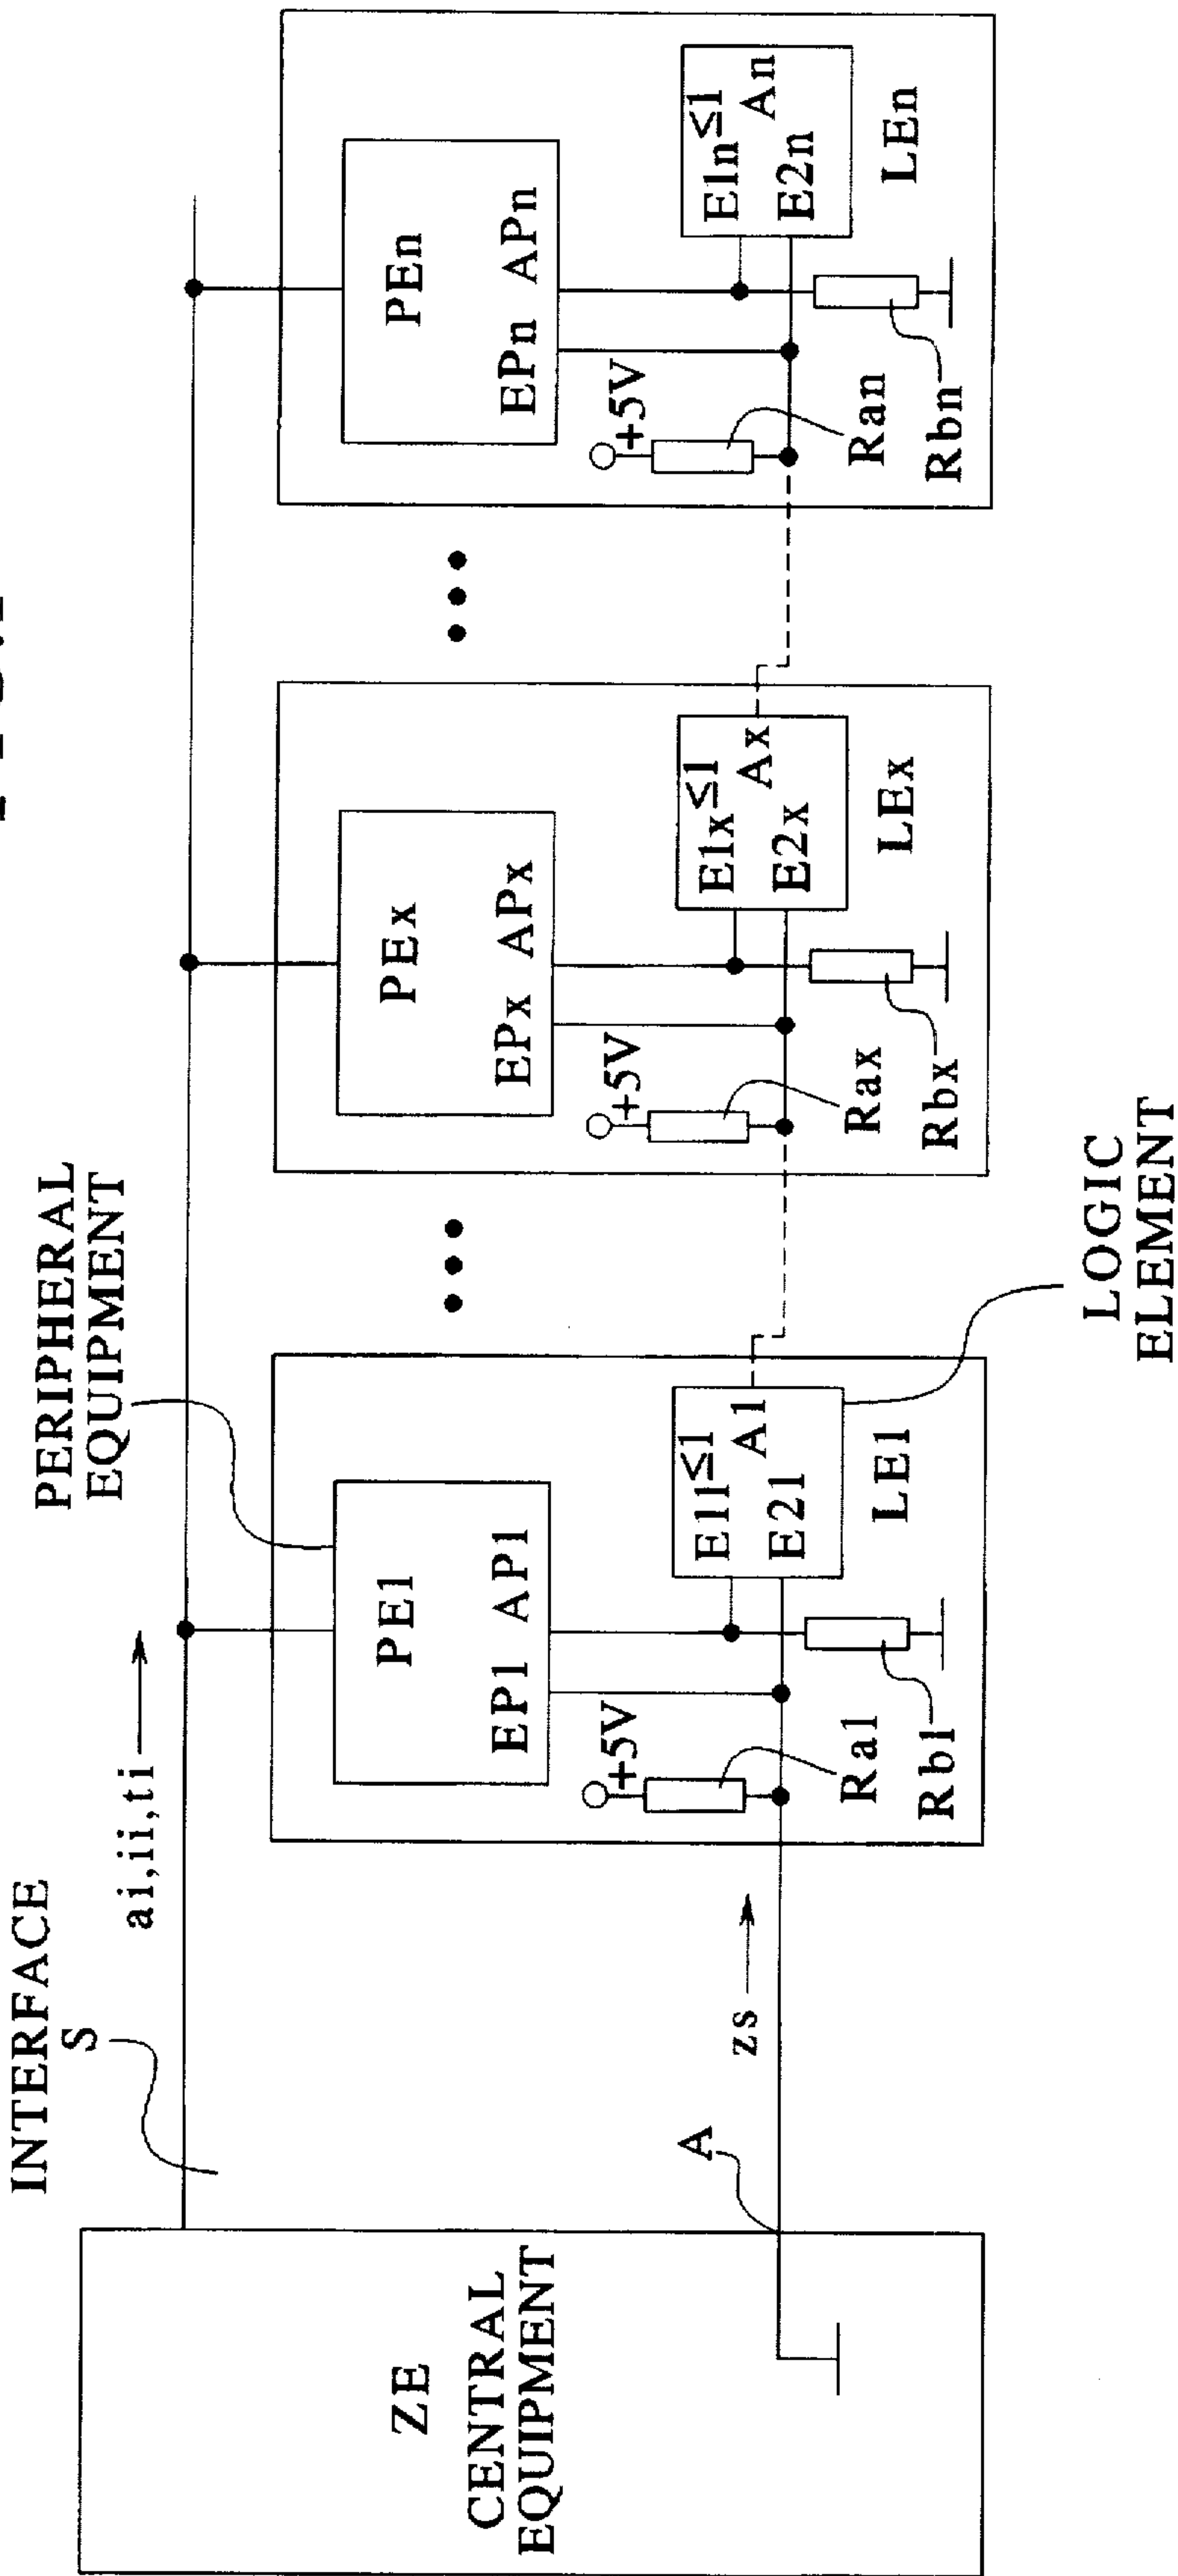 INTERFACE
S
ai,ii,ti
PERIPHERAL
EQUIPMENT
ZE
CENTRAL
EQUIPMENT
A
zs
PE1
EP1 AP1
+5V
Ra1
Rb1
E11 ≤1
A1
E21
LE1
LOGIC
ELEMENT
PEx
EPx APx
+5V
Rax
Rbx
E1x ≤1
Ax
E2x
LEx
PEn
EPn APn
+5V
Ran
Rbn
E1n ≤1
An
E2n
LEn